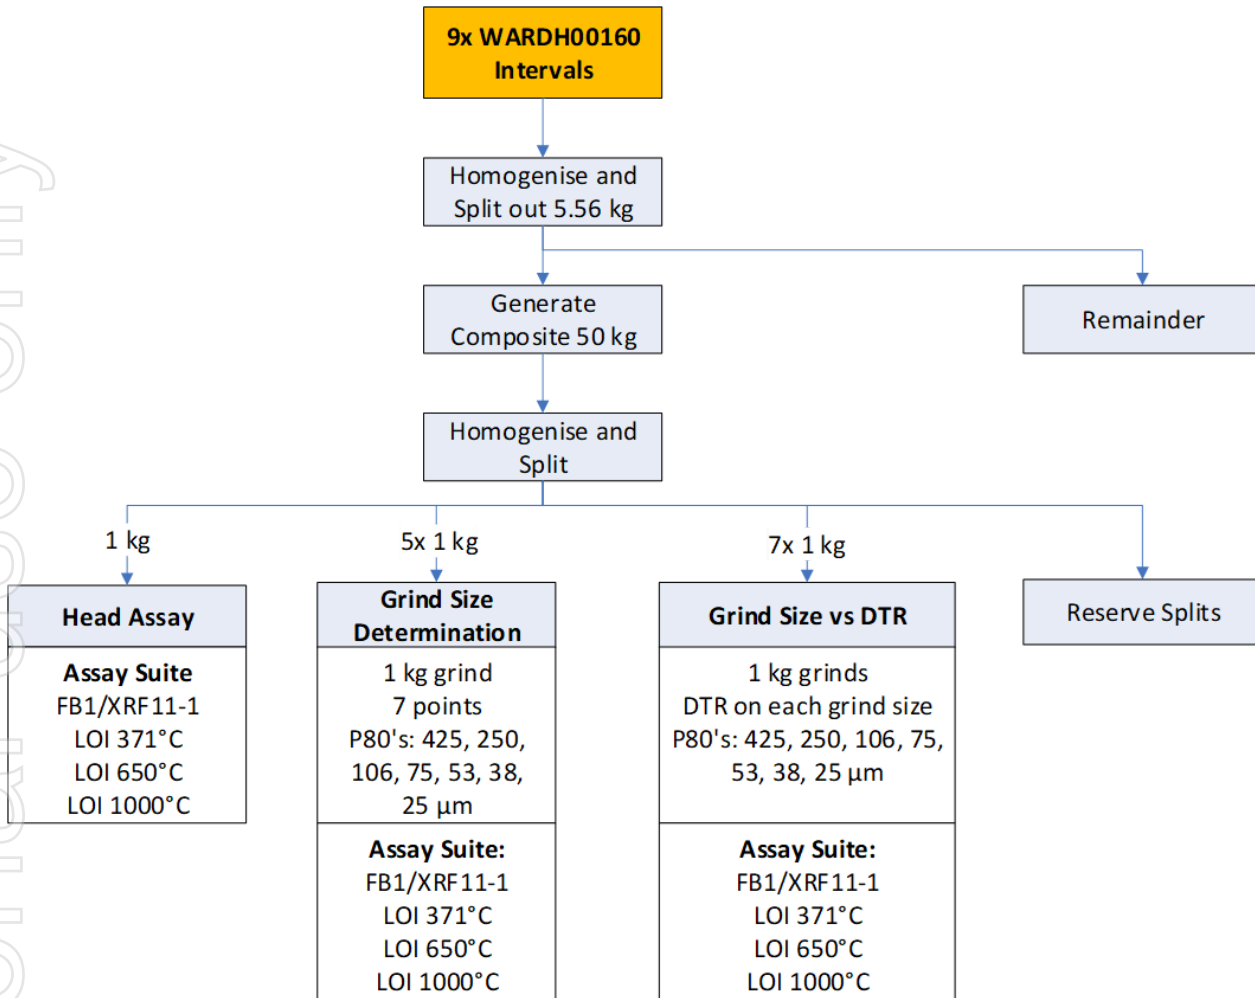 9x WARDH00160
Intervals
Homogenise and
Split out 5.56 kg
Generate
Composite 50 kg
Remainder
Homogenise and
Split
1 kg
5x 1 kg
7x 1 kg
Head Assay
Assay Suite
FB1/XRF11-1
LOI 371°C
LOI 650°C
LOI 1000°C
Grind Size
Determination
1 kg grind
7 points
P80's: 425, 250,
106, 75, 53, 38,
25 µm
Assay Suite:
FB1/XRF11-1
LOI 371°C
LOI 650°C
LOI 1000°C
Grind Size vs DTR
1 kg grinds
DTR on each grind size
P80's: 425, 250, 106, 75,
53, 38, 25 µm
Assay Suite:
FB1/XRF11-1
LOI 371°C
LOI 650°C
LOI 1000°C
Reserve Splits